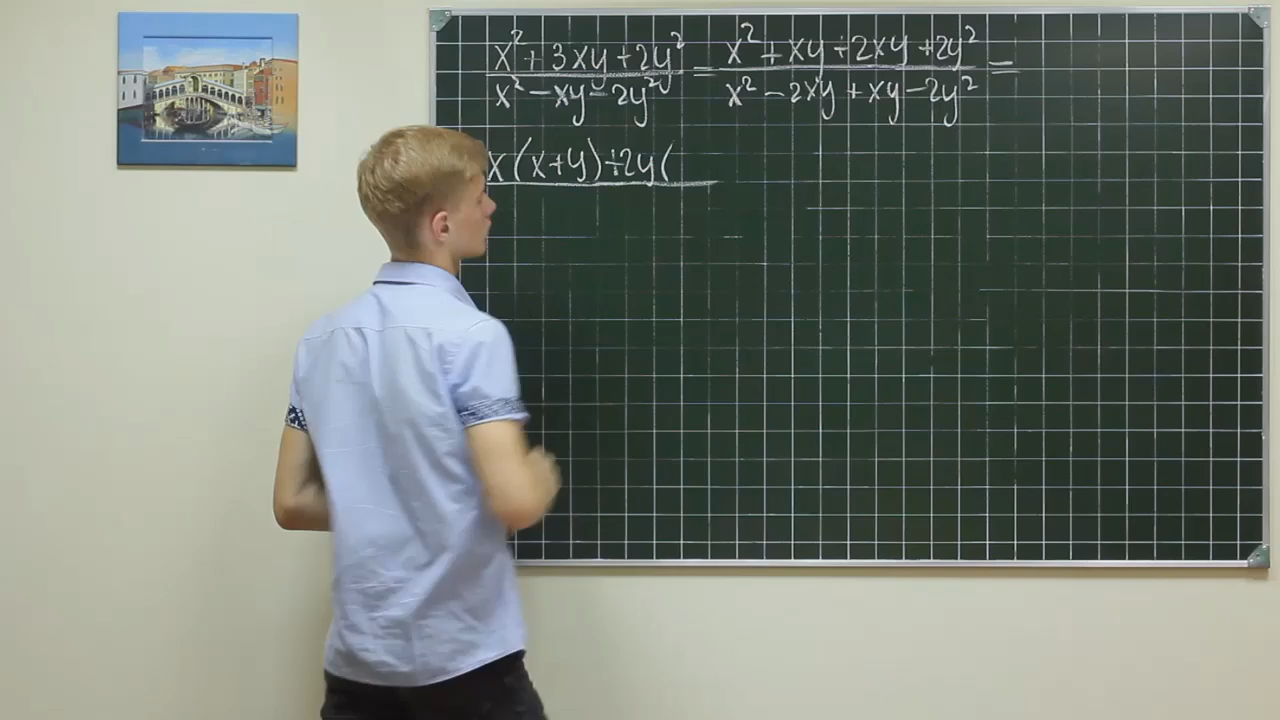 x² + 3xy + 2y² / x² − xy − 2y² = x² + xy + 2xy + 2y² / x² − 2xy + xy − 2y² =
x(x+y)+2y(